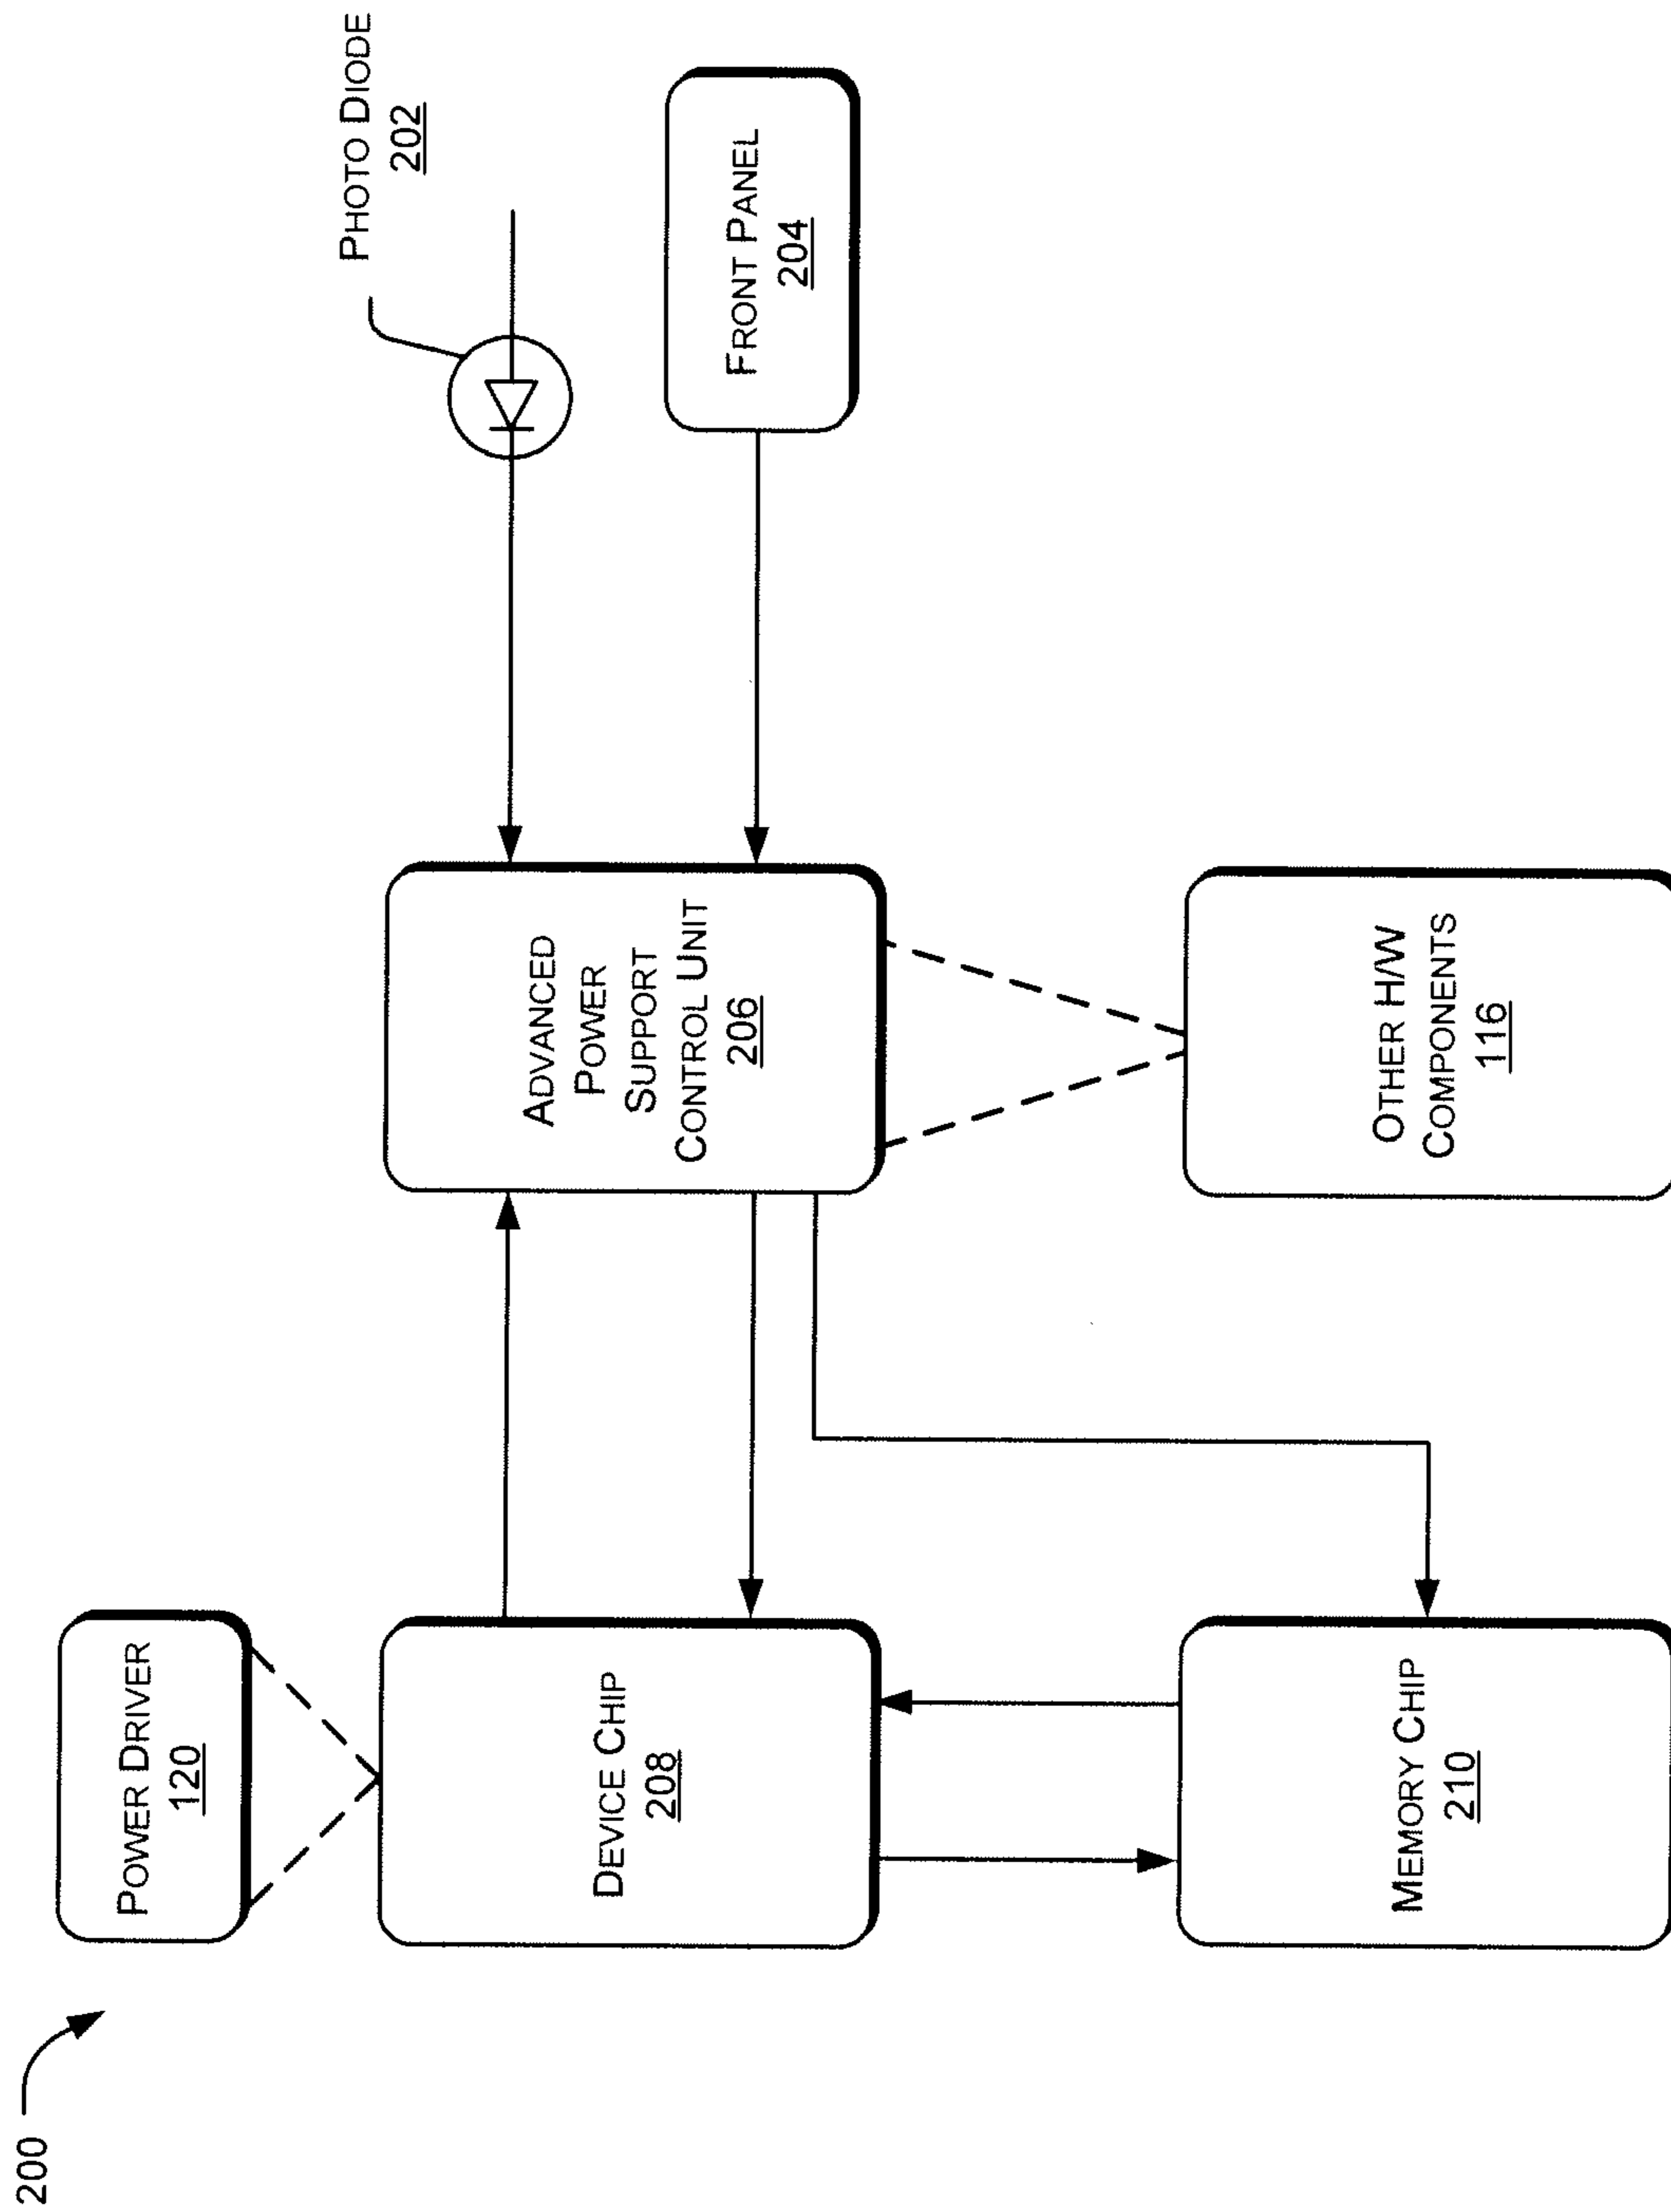 200
POWER DRIVER
120
DEVICE CHIP
208
MEMORY CHIP
210
ADVANCED
POWER
SUPPORT
CONTROL UNIT
206
OTHER H/W
COMPONENTS
116
PHOTO DIODE
202
FRONT PANEL
204